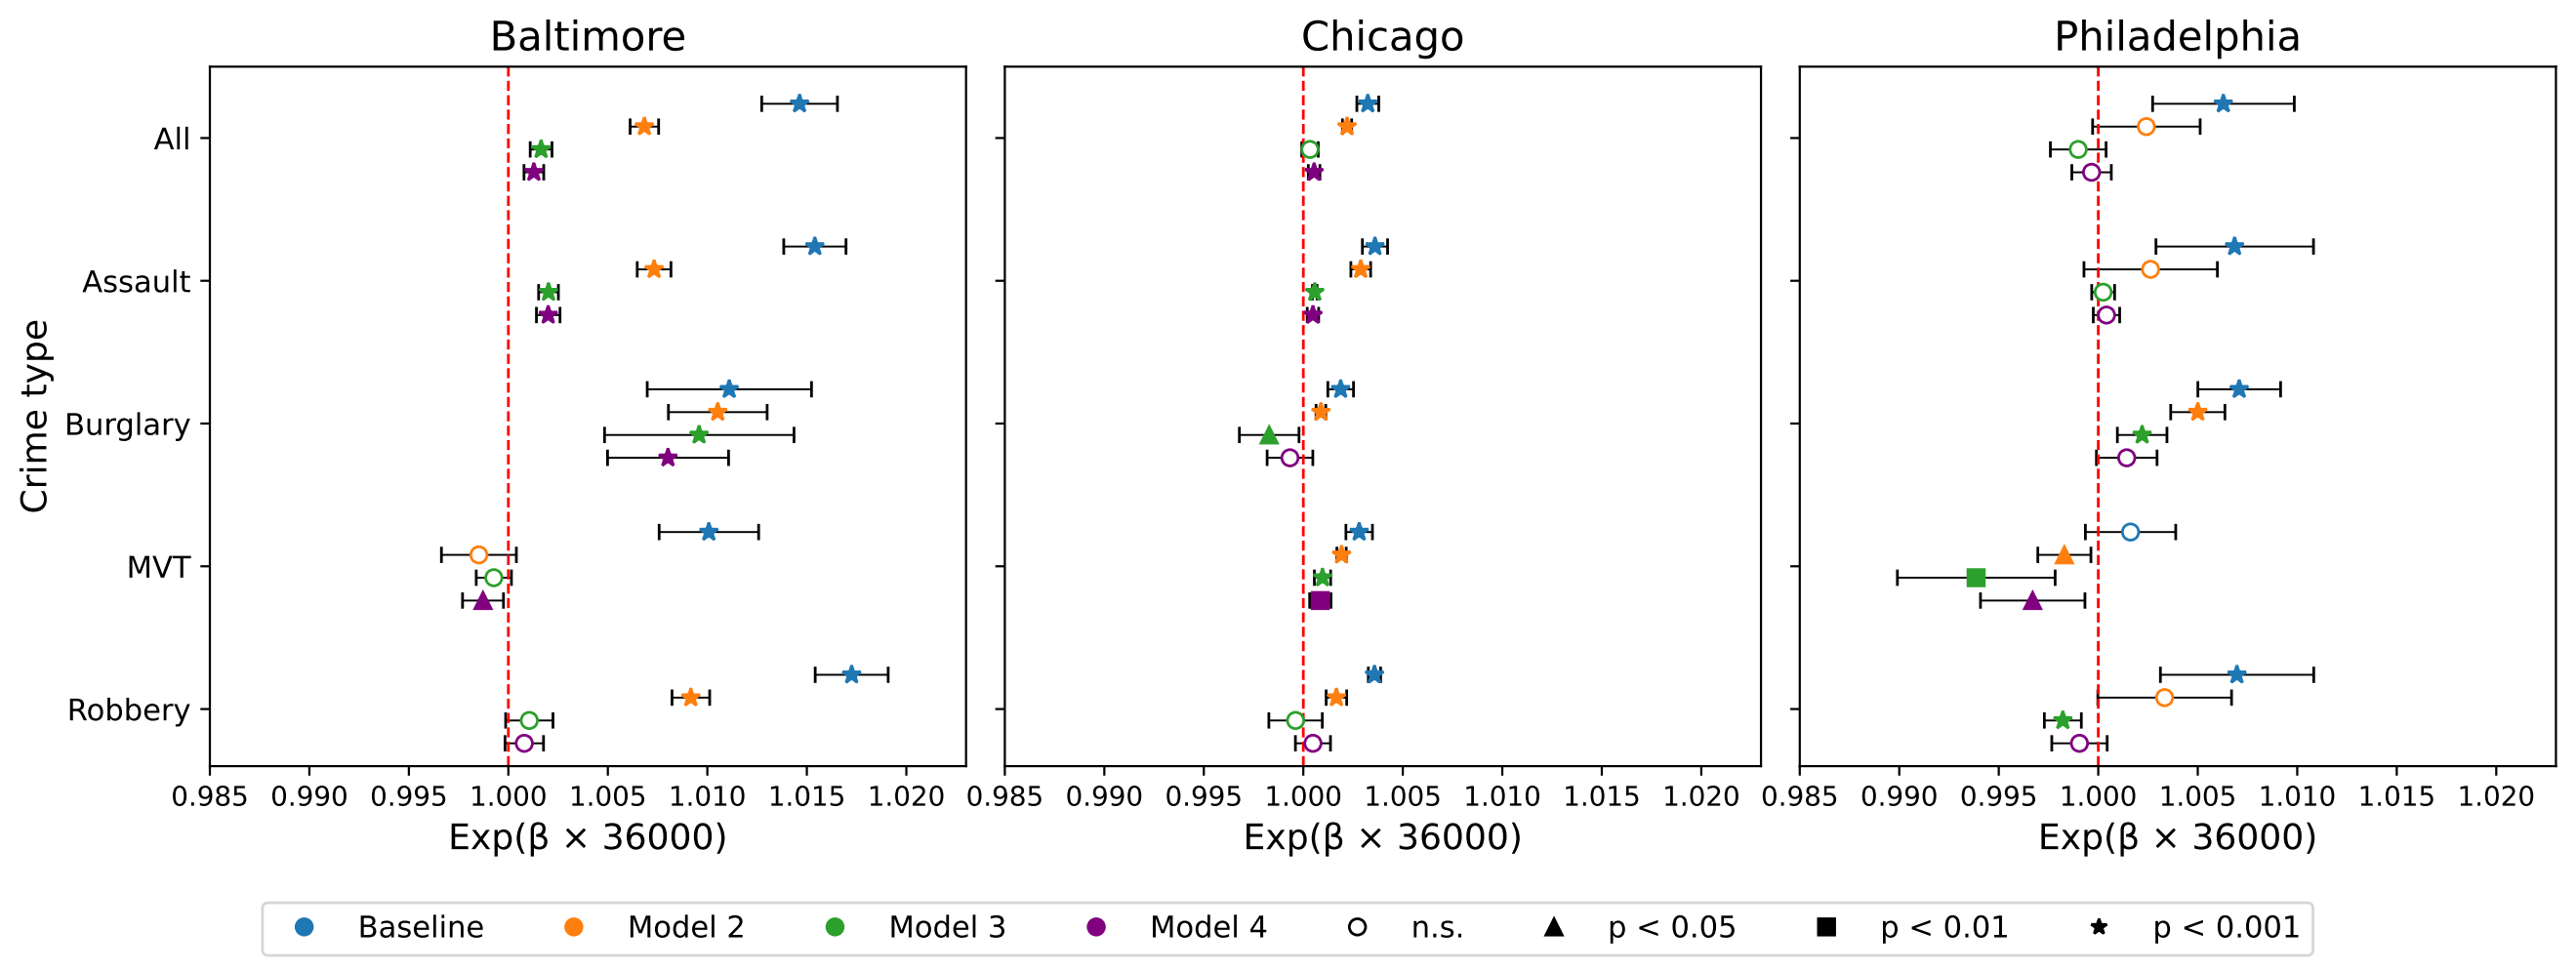 Baltimore
Chicago
Philadelphia
Crime type
All
Assault
Burglary
MVT
Robbery
0.985 0.990 0.995 1.000 1.005 1.010 1.015 1.020
0.985 0.990 0.995 1.000 1.005 1.010 1.015 1.020
0.985 0.990 0.995 1.000 1.005 1.010 1.015 1.020
Exp(β × 36000)
Exp(β × 36000)
Exp(β × 36000)
Baseline Model 2 Model 3 Model 4 n.s. p < 0.05 p < 0.01 p < 0.001